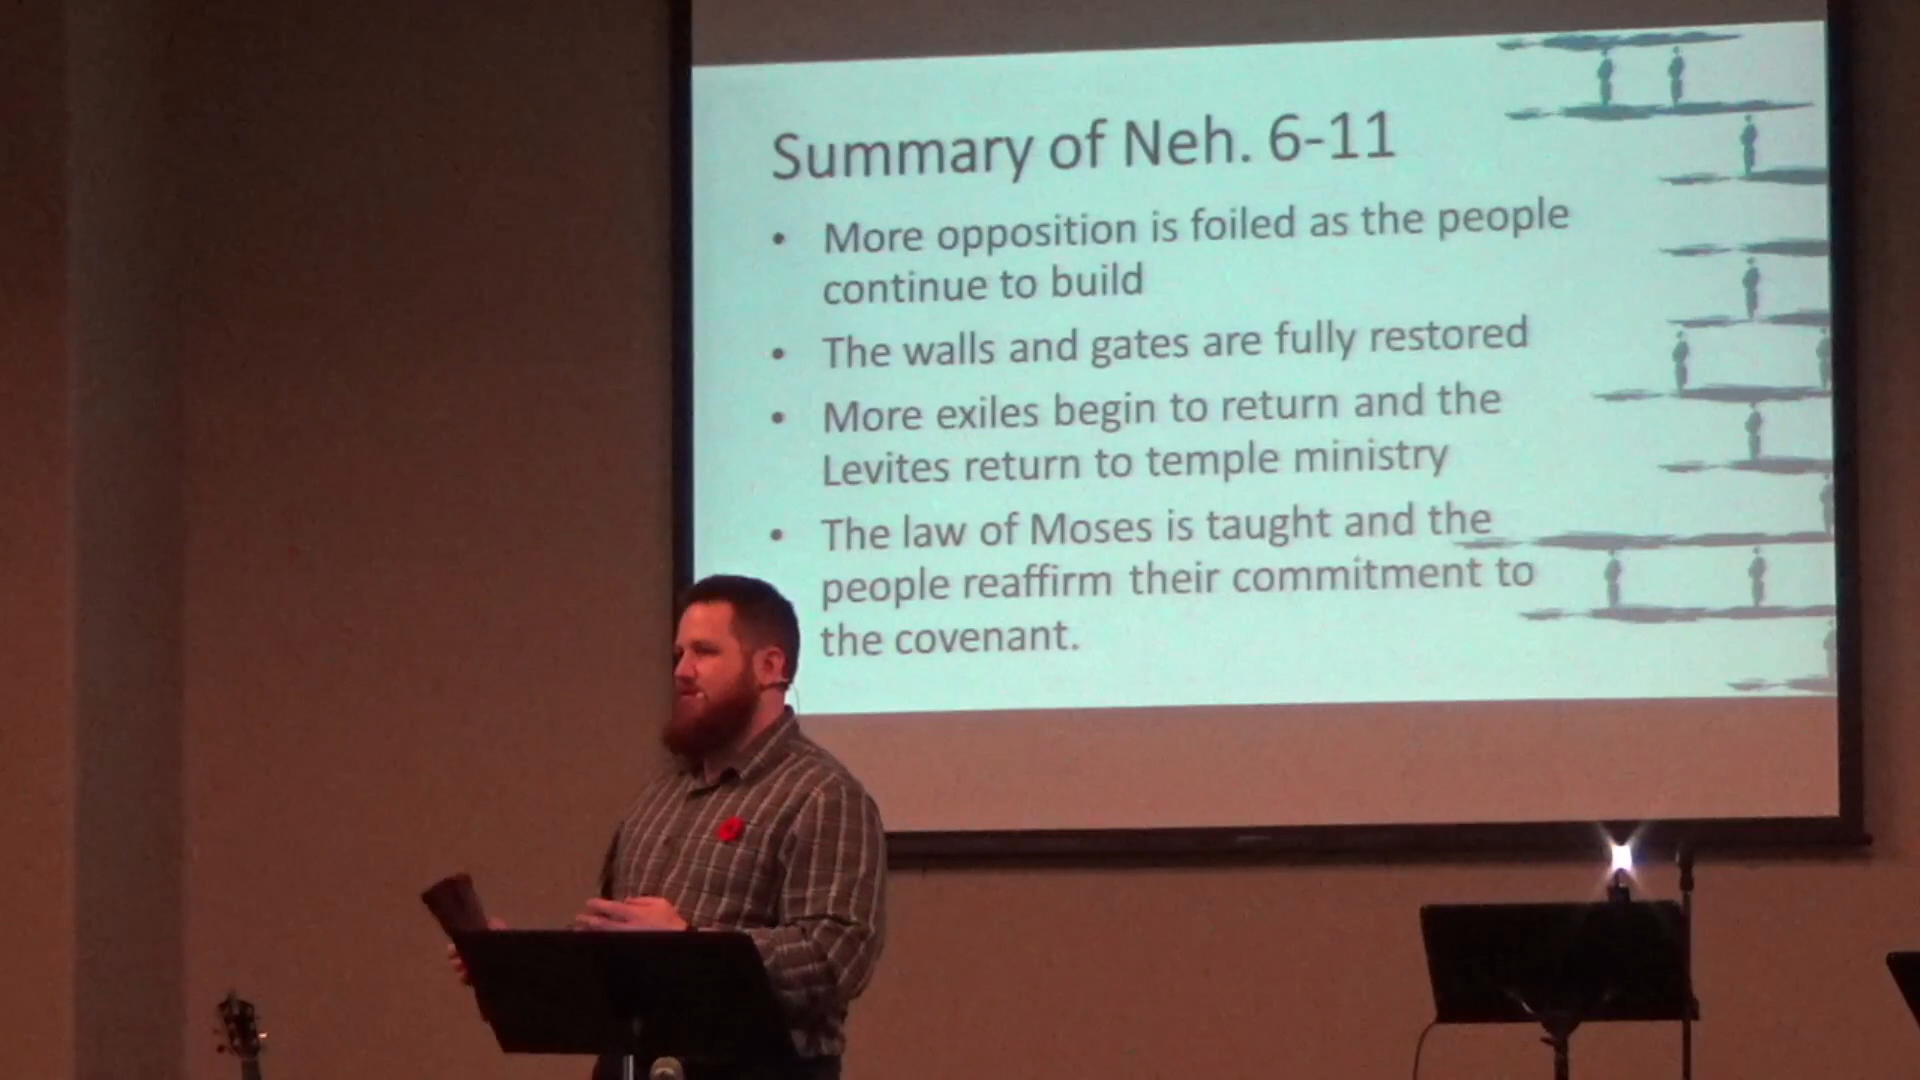 Summary of Neh. 6-11
• More opposition is foiled as the people
continue to build
• The walls and gates are fully restored
• More exiles begin to return and the
Levites return to temple ministry
• The law of Moses is taught and the
people reaffirm their commitment to
the covenant.